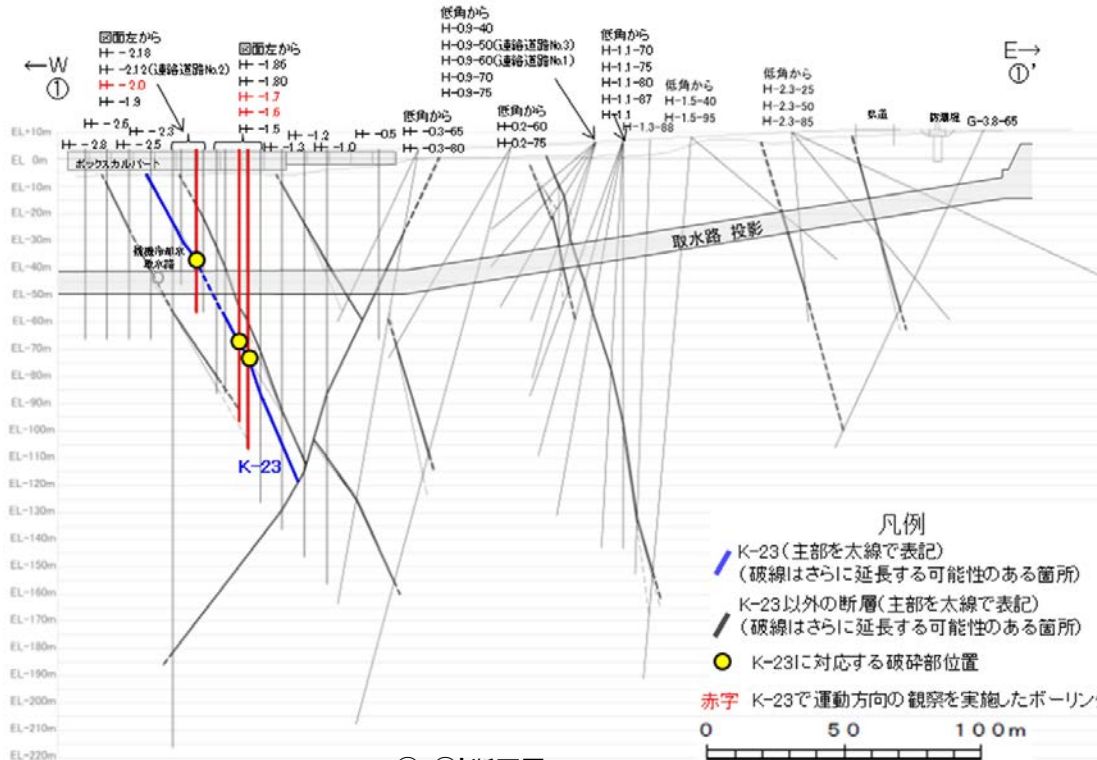 ←W
①
E→
①'
図面左から
H- -2.18
H- -2.12(連絡道路No.2)
H- -2.0
H- -1.9
図面左から
H- -1.86
H- -1.80
H- -1.7
H- -1.6
H- -1.5
低角から
H-0.9-40
H-0.9-50(連絡道路No.3)
H-0.9-60(連絡道路No.1)
H-0.9-70
H-0.9-75
低角から
H-1.1-70
H-1.1-75
H-1.1-80
H-1.1-87
H-1.1
低角から
H-1.5-40
H-1.5-95
低角から
H-2.3-25
H-2.3-50
H-2.3-85
低角から
H- -0.3-65
H- -0.3-80
低角から
H-0.2-60
H-0.2-75
H-1.3-88
G-3.8-65
H- -2.8
H- -2.6
H- -2.5
H- -2.3
H- -1.3
H- -1.2
H- -1.0
H- -0.5
ボックスカルバート
機器冷却水
取水路
取水路 投影
K-23
EL+10m
EL 0m
EL-10m
EL-20m
EL-30m
EL-40m
EL-50m
EL-60m
EL-70m
EL-80m
EL-90m
EL-100m
EL-110m
EL-120m
EL-130m
EL-140m
EL-150m
EL-160m
EL-170m
EL-180m
EL-190m
EL-200m
EL-210m
EL-220m
凡例
K-23(主部を太線で表記)
(破線はさらに延長する可能性のある箇所)
K-23以外の断層(主部を太線で表記)
(破線はさらに延長する可能性のある箇所)
K-23に対応する破砕部位置
赤字 K-23で運動方向の観察を実施したボーリン
0 50 100m